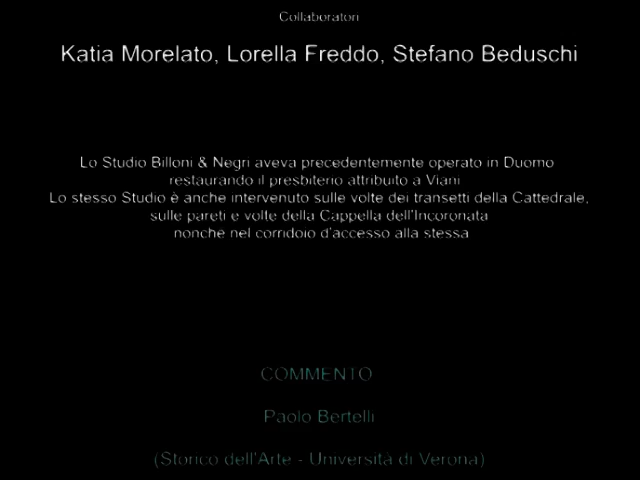 Collaboratori
Katia Morelato, Lorella Freddo, Stefano Beduschi
Lo Studio Billoni & Negri aveva precedentemente operato in Duomo
restaurando il presbiterio attribuito a Viani
Lo stesso Studio è anche intervenuto sulle volte dei transetti della Cattedrale,
sulle pareti e volte della Cappella dell'Incoronata
nonchè nel corridoio d'accesso alla stessa
COMMENTO
Paolo Bertelli
(Storico dell'Arte - Università di Verona)